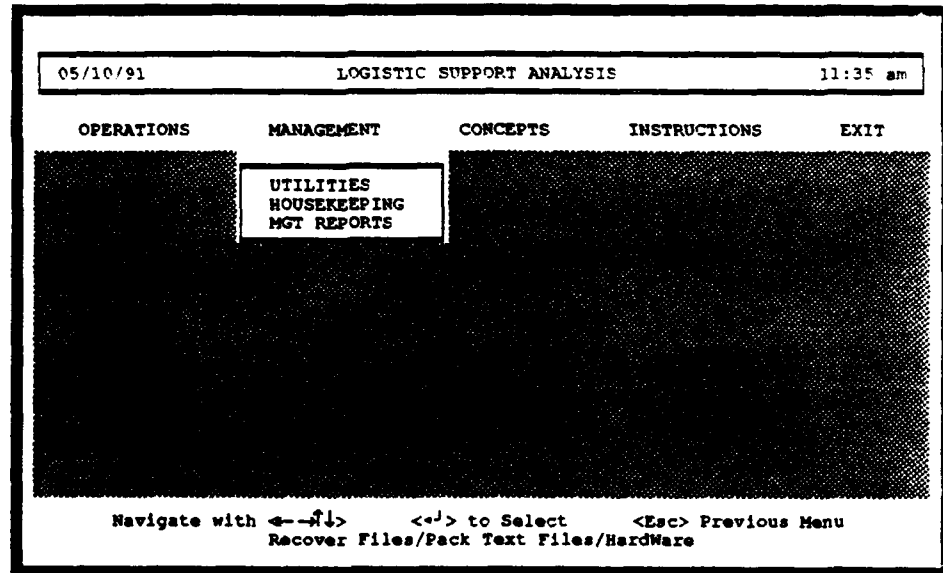 05/10/91 LOGISTIC SUPPORT ANALYSIS 11:35 am
OPERATIONS MANAGEMENT CONCEPTS INSTRUCTIONS EXIT
UTILITIES
HOUSEKEEPING
MGT REPORTS
Navigate with <←→↑↓> <↵> to Select <Esc> Previous Menu
Recover Files/Pack Text Files/HardWare